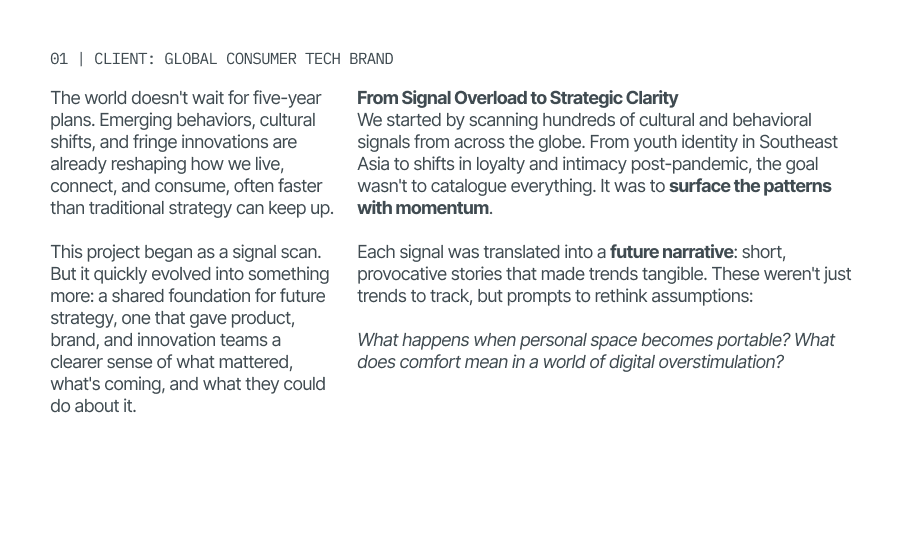 01 | CLIENT: GLOBAL CONSUMER TECH BRAND
The world doesn't wait for five-year
plans. Emerging behaviors, cultural
shifts, and fringe innovations are
already reshaping how we live,
connect, and consume, often faster
than traditional strategy can keep up.
This project began as a signal scan.
But it quickly evolved into something
more: a shared foundation for future
strategy, one that gave product,
brand, and innovation teams a
clearer sense of what mattered,
what's coming, and what they could
do about it.
From Signal Overload to Strategic Clarity
We started by scanning hundreds of cultural and behavioral
signals from across the globe. From youth identity in Southeast
Asia to shifts in loyalty and intimacy post-pandemic, the goal
wasn't to catalogue everything. It was to surface the patterns
with momentum.
Each signal was translated into a future narrative: short,
provocative stories that made trends tangible. These weren't just
trends to track, but prompts to rethink assumptions:
What happens when personal space becomes portable? What
does comfort mean in a world of digital overstimulation?